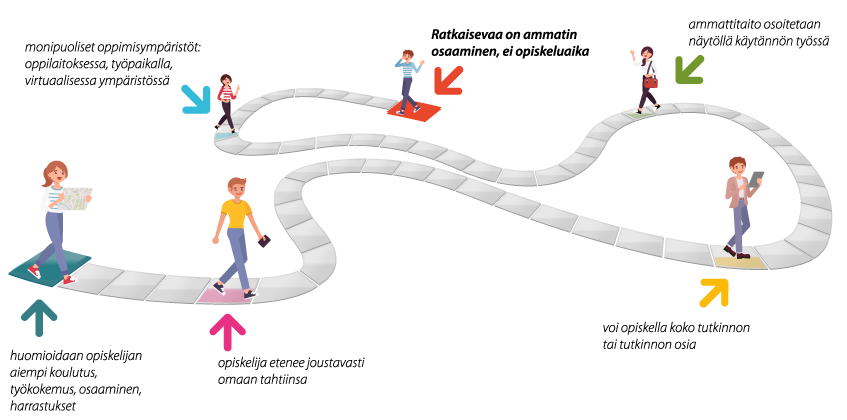 monipuoliset oppimisympäristöt:
oppilaitoksessa, työpaikalla,
virtuaalisessa ympäristössä
Ratkaisevaa on ammatin
osaaminen, ei opiskeluaika
ammattitaito osoitetaan
näytöllä käytännön työssä
huomioidaan opiskelijan
aiempi koulutus,
työkokemus, osaaminen,
harrastukset
opiskelija etenee joustavasti
omaan tahtiinsa
voi opiskella koko tutkinnon
tai tutkinnon osia